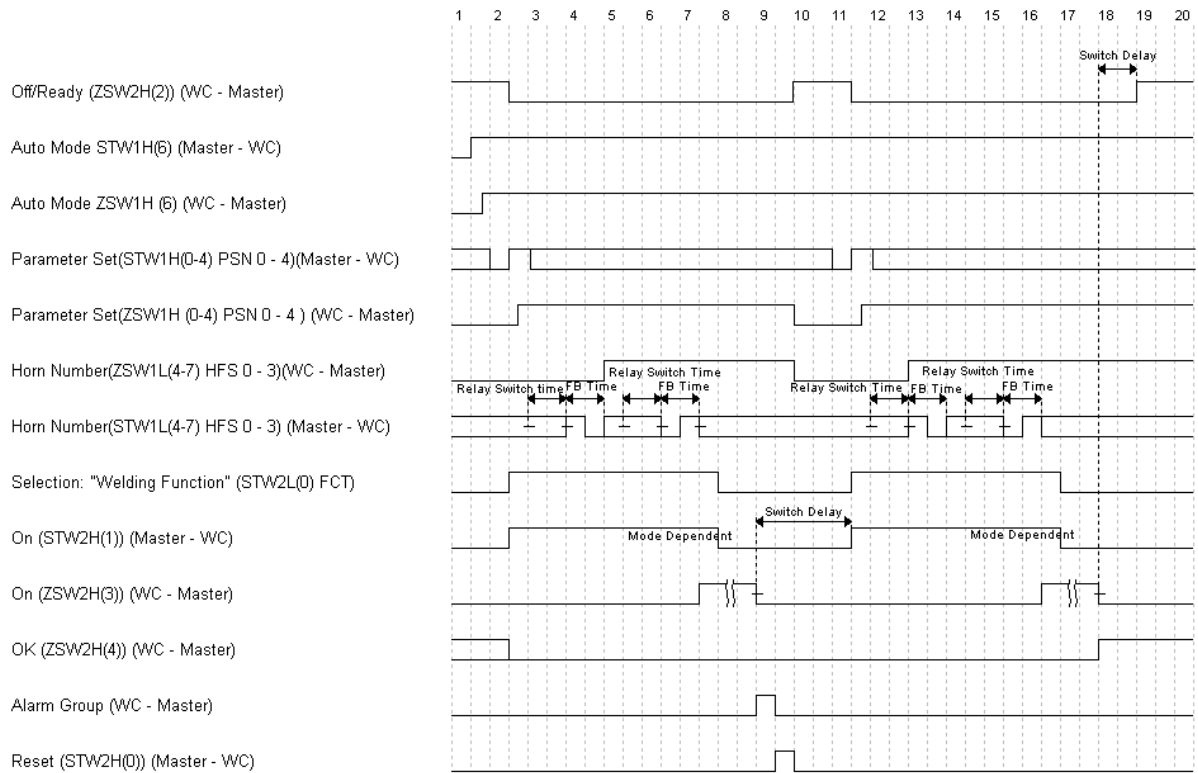 1 2 3 4 5 6 7 8 9 10 11 12 13 14 15 16 17 18 19 20
Switch Delay
Off/Ready (ZSW2H(2)) (WC - Master)
Auto Mode STW1H(6) (Master - WC)
Auto Mode ZSW1H (6) (WC - Master)
Parameter Set(STW1H(0-4) PSN 0 - 4)(Master - WC)
Parameter Set(ZSW1H (0-4) PSN 0 - 4 ) (WC - Master)
Horn Number(ZSW1L(4-7) HFS 0 - 3)(WC - Master)
Relay Switch Time Relay Switch Time
Relay Switch time FB Time FB Time Relay Switch Time FB Time FB Time
Horn Number(STW1L(4-7) HFS 0 - 3) (Master - WC)
Selection: "Welding Function" (STW2L(0) FCT)
Switch Delay
On (STW2H(1)) (Master - WC) Mode Dependent Mode Dependent
On (ZSW2H(3)) (WC - Master)
OK (ZSW2H(4)) (WC - Master)
Alarm Group (WC - Master)
Reset (STW2H(0)) (Master - WC)